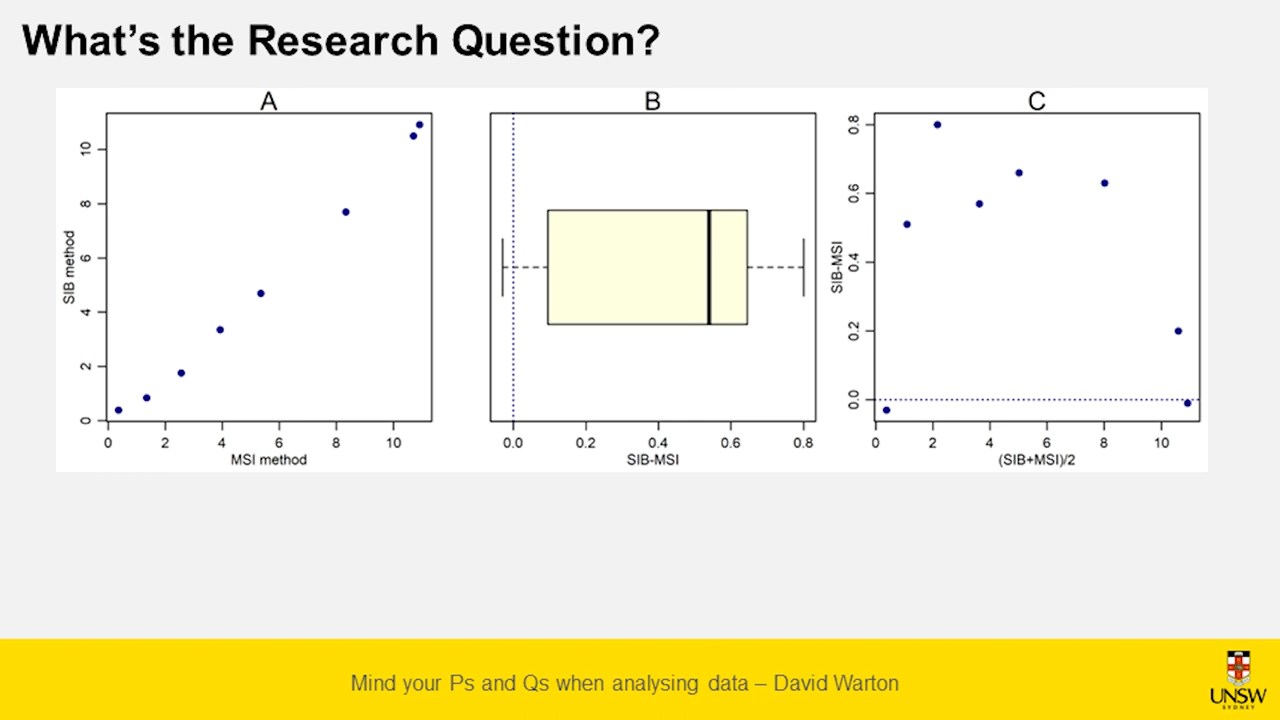 What's the Research Question?
A
SIB method
10
8
6
4
2
0
0 2 4 6 8 10
MSI method
B
0.0 0.2 0.4 0.6 0.8
SIB-MSI
C
SIB-MSI
0.8
0.6
0.4
0.2
0.0
0 2 4 6 8 10
(SIB+MSI)/2
Mind your Ps and Qs when analysing data – David Warton
UNSW
SYDNEY